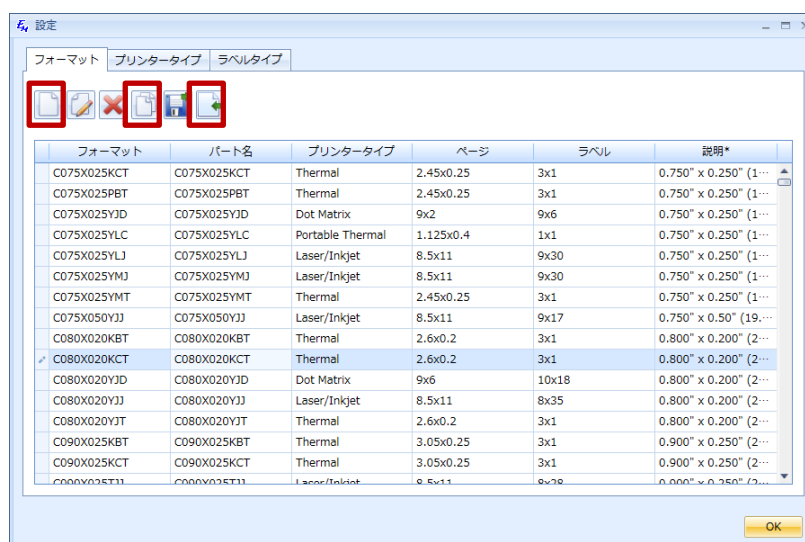 設定
フォーマット プリンタータイプ ラベルタイプ
フォーマット パート名 プリンタータイプ ページ ラベル 説明*
C075X025KCT C075X025KCT Thermal 2.45x0.25 3x1 0.750" x 0.250" (1…
C075X025PBT C075X025PBT Thermal 2.45x0.25 3x1 0.750" x 0.250" (1…
C075X025YJD C075X025YJD Dot Matrix 9x2 9x6 0.750" x 0.250" (1…
C075X025YLC C075X025YLC Portable Thermal 1.125x0.4 1x1 0.750" x 0.250" (1…
C075X025YLJ C075X025YLJ Laser/Inkjet 8.5x11 9x30 0.750" x 0.250" (1…
C075X025YMJ C075X025YMJ Laser/Inkjet 8.5x11 9x30 0.750" x 0.250" (1…
C075X025YMT C075X025YMT Thermal 2.45x0.25 3x1 0.750" x 0.250" (1…
C075X050YJJ C075X050YJJ Laser/Inkjet 8.5x11 9x17 0.750" x 0.50" (19.…
C080X020KBT C080X020KBT Thermal 2.6x0.2 3x1 0.800" x 0.200" (2…
C080X020KCT C080X020KCT Thermal 2.6x0.2 3x1 0.800" x 0.200" (2…
C080X020YJD C080X020YJD Dot Matrix 9x6 10x18 0.800" x 0.200" (2…
C080X020YJJ C080X020YJJ Laser/Inkjet 8.5x11 8x35 0.800" x 0.200" (2…
C080X020YJT C080X020YJT Thermal 2.6x0.2 3x1 0.800" x 0.200" (2…
C090X025KBT C090X025KBT Thermal 3.05x0.25 3x1 0.900" x 0.250" (2…
C090X025KCT C090X025KCT Thermal 3.05x0.25 3x1 0.900" x 0.250" (2…
OK